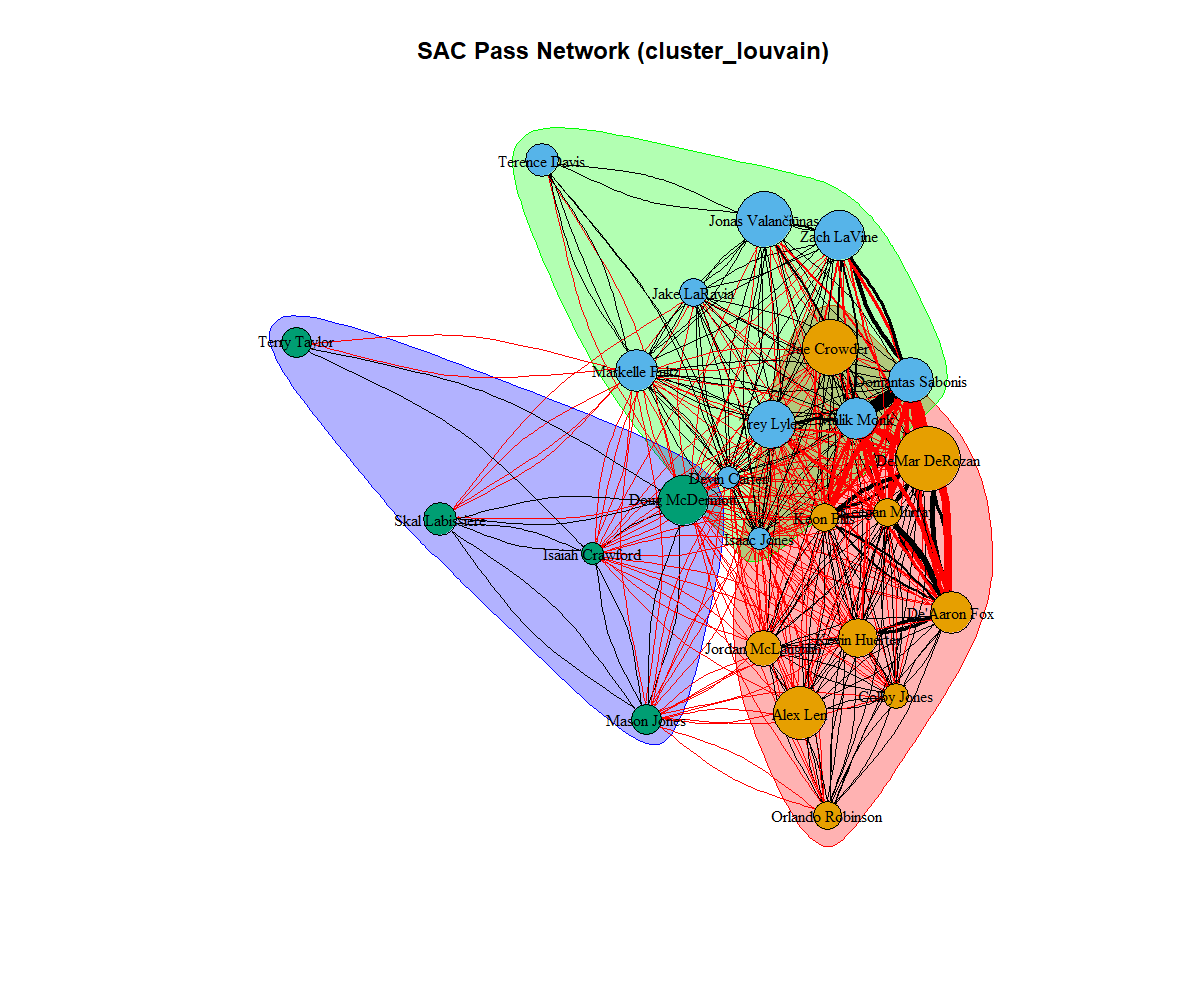 SAC Pass Network (cluster_louvain)
Terence Davis
Jonas Valančiūnas
Zach LaVine
Jake LaRavia
Terry Taylor
Jae Crowder
Markelle Fultz
Domantas Sabonis
Trey Lyles
Malik Monk
DeMar DeRozan
Devin Carter
Doug McDermott
Keegan Murray
Keon Ellis
Skal Labissiere
Isaac Jones
Isaiah Crawford
De'Aaron Fox
Kevin Huerter
Jordan McLaughlin
Colby Jones
Alex Len
Mason Jones
Orlando Robinson